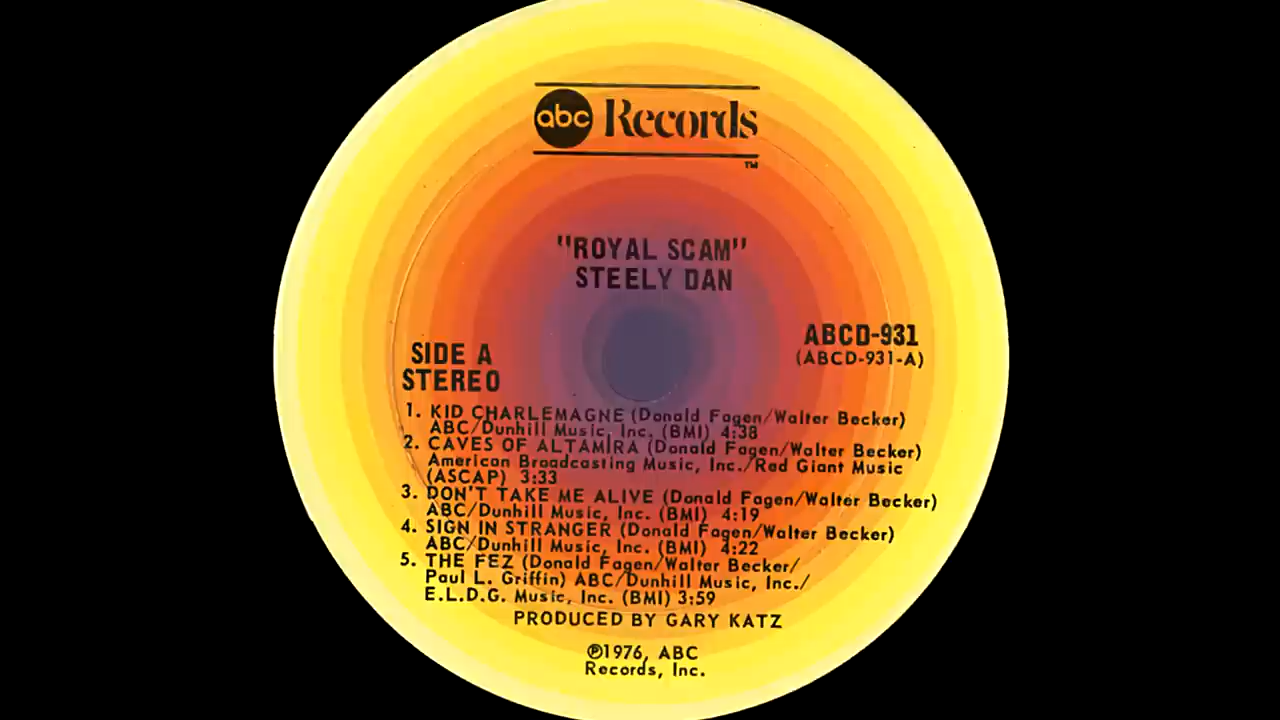 abc Records
TM
"ROYAL SCAM"
STEELY DAN
SIDE A
STEREO
ABCD-931
(ABCD-931-A)
1. KID CHARLEMAGNE (Donald Fagen/Walter Becker)
ABC/Dunhill Music, Inc. (BMI) 4:38
2. CAVES OF ALTAMIRA (Donald Fagen/Walter Becker)
American Broadcasting Music, Inc./Red Giant Music
(ASCAP) 3:33
3. DON'T TAKE ME ALIVE (Donald Fagen/Walter Becker)
ABC/Dunhill Music, Inc. (BMI) 4:19
4. SIGN IN STRANGER (Donald Fagen/Walter Becker)
ABC/Dunhill Music, Inc. (BMI) 4:22
5. THE FEZ (Donald Fagen/Walter Becker/
Paul L. Griffin) ABC/Dunhill Music, Inc./
E.L.D.G. Music, Inc. (BMI) 3:59
PRODUCED BY GARY KATZ
℗1976, ABC
Records, Inc.